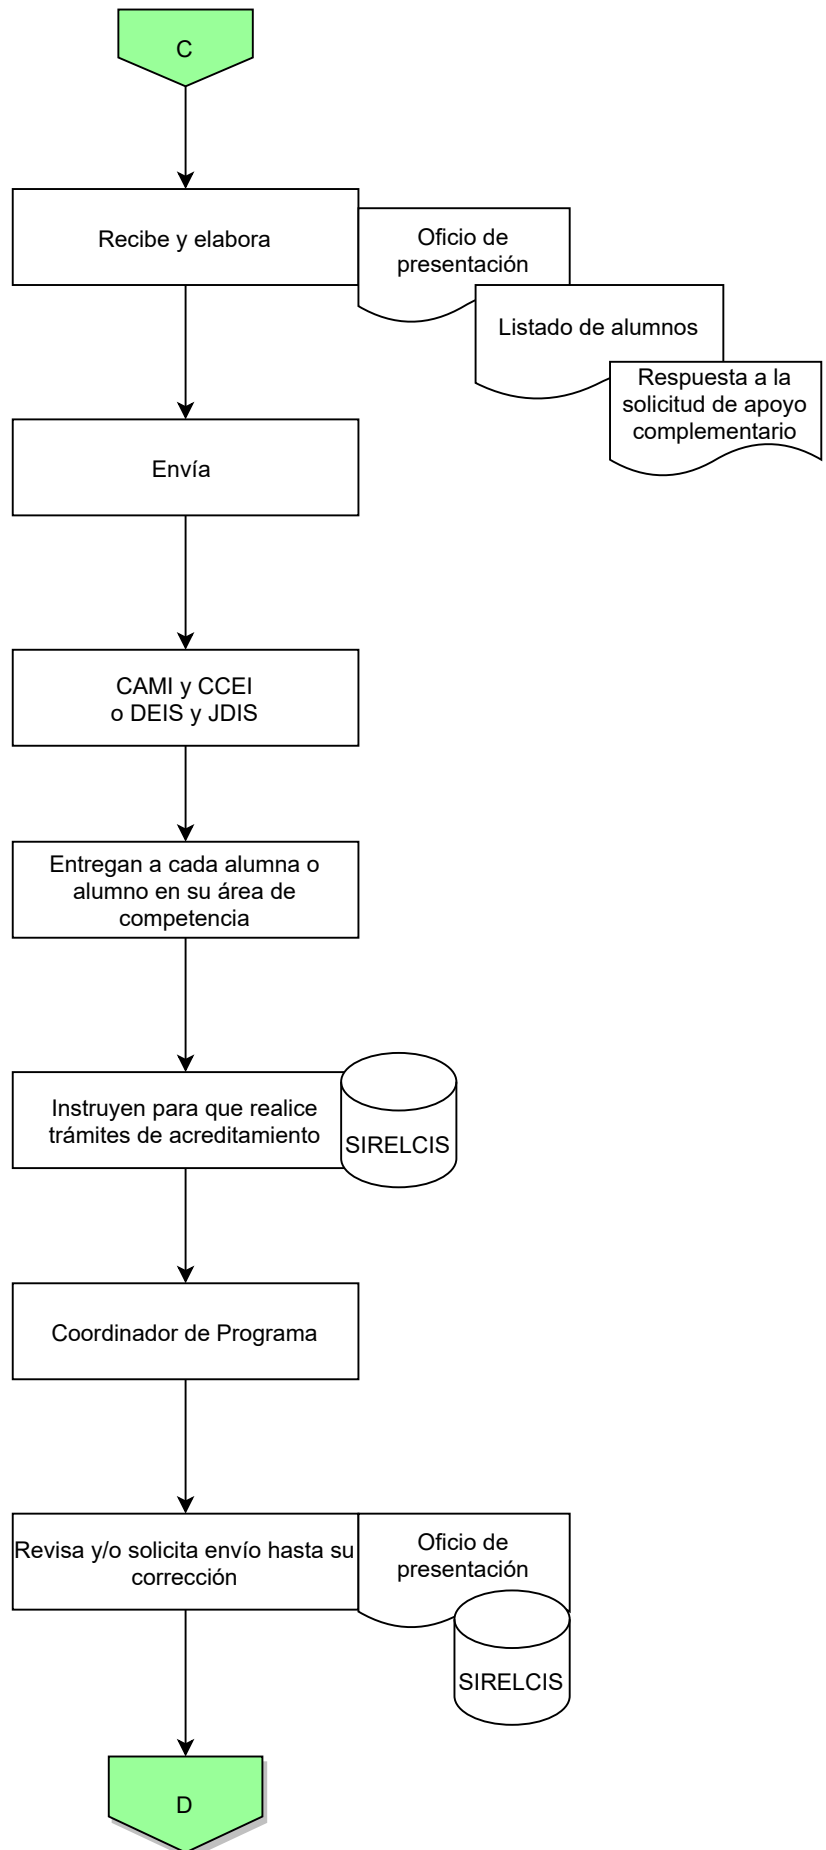 C
Recibe y elabora
Oficio de
presentación
Listado de alumnos
Respuesta a la
solicitud de apoyo
complementario
Envía
CAMI y CCEI
o DEIS y JDIS
Entregan a cada alumna o
alumno en su área de
competencia
Instruyen para que realice
trámites de acreditamiento
SIRELCIS
Coordinador de Programa
Revisa y/o solicita envío hasta su
corrección
Oficio de
presentación
SIRELCIS
D